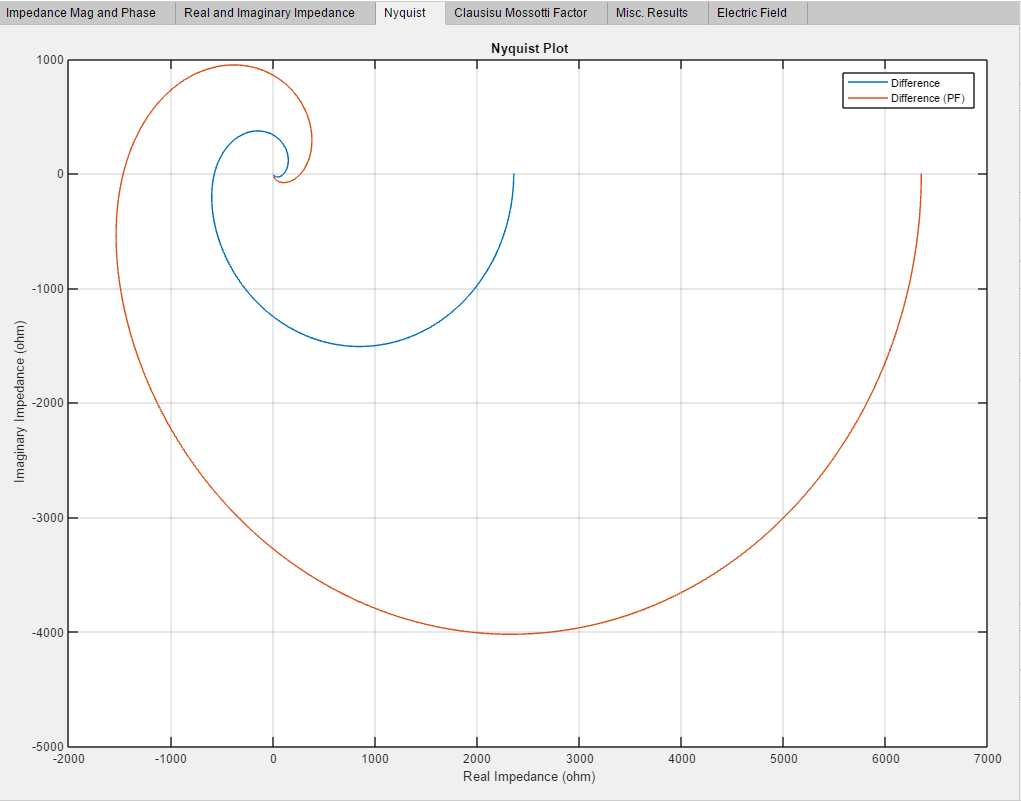 Impedance Mag and Phase Real and Imaginary Impedance Nyquist Clausisu Mossotti Factor Misc. Results Electric Field
Nyquist Plot
Difference
Difference (PF)
1000
0
-1000
-2000
-3000
-4000
-5000
Imaginary Impedance (ohm)
-2000 -1000 0 1000 2000 3000 4000 5000 6000 7000
Real Impedance (ohm)